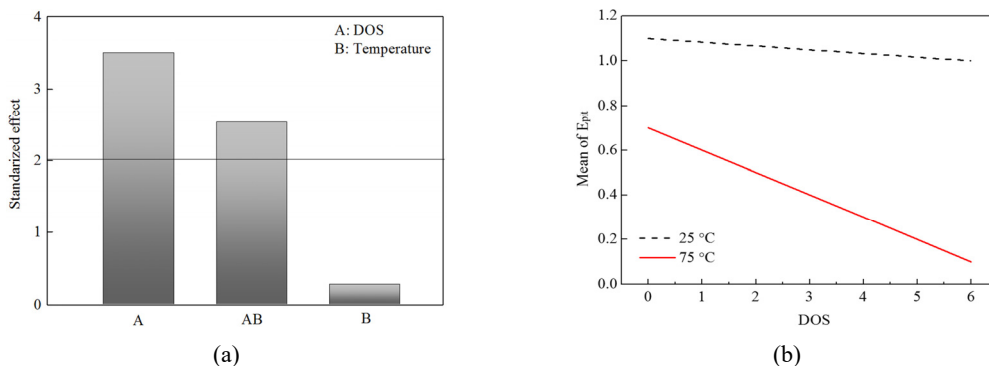 4
3
2
1
0
Standarized effect
A: DOS
B: Temperature
A AB B
(a)
1.2
1.0
0.8
0.6
0.4
0.2
0.0
Mean of Ept
25 °C
75 °C
0 1 2 3 4 5 6
DOS
(b)